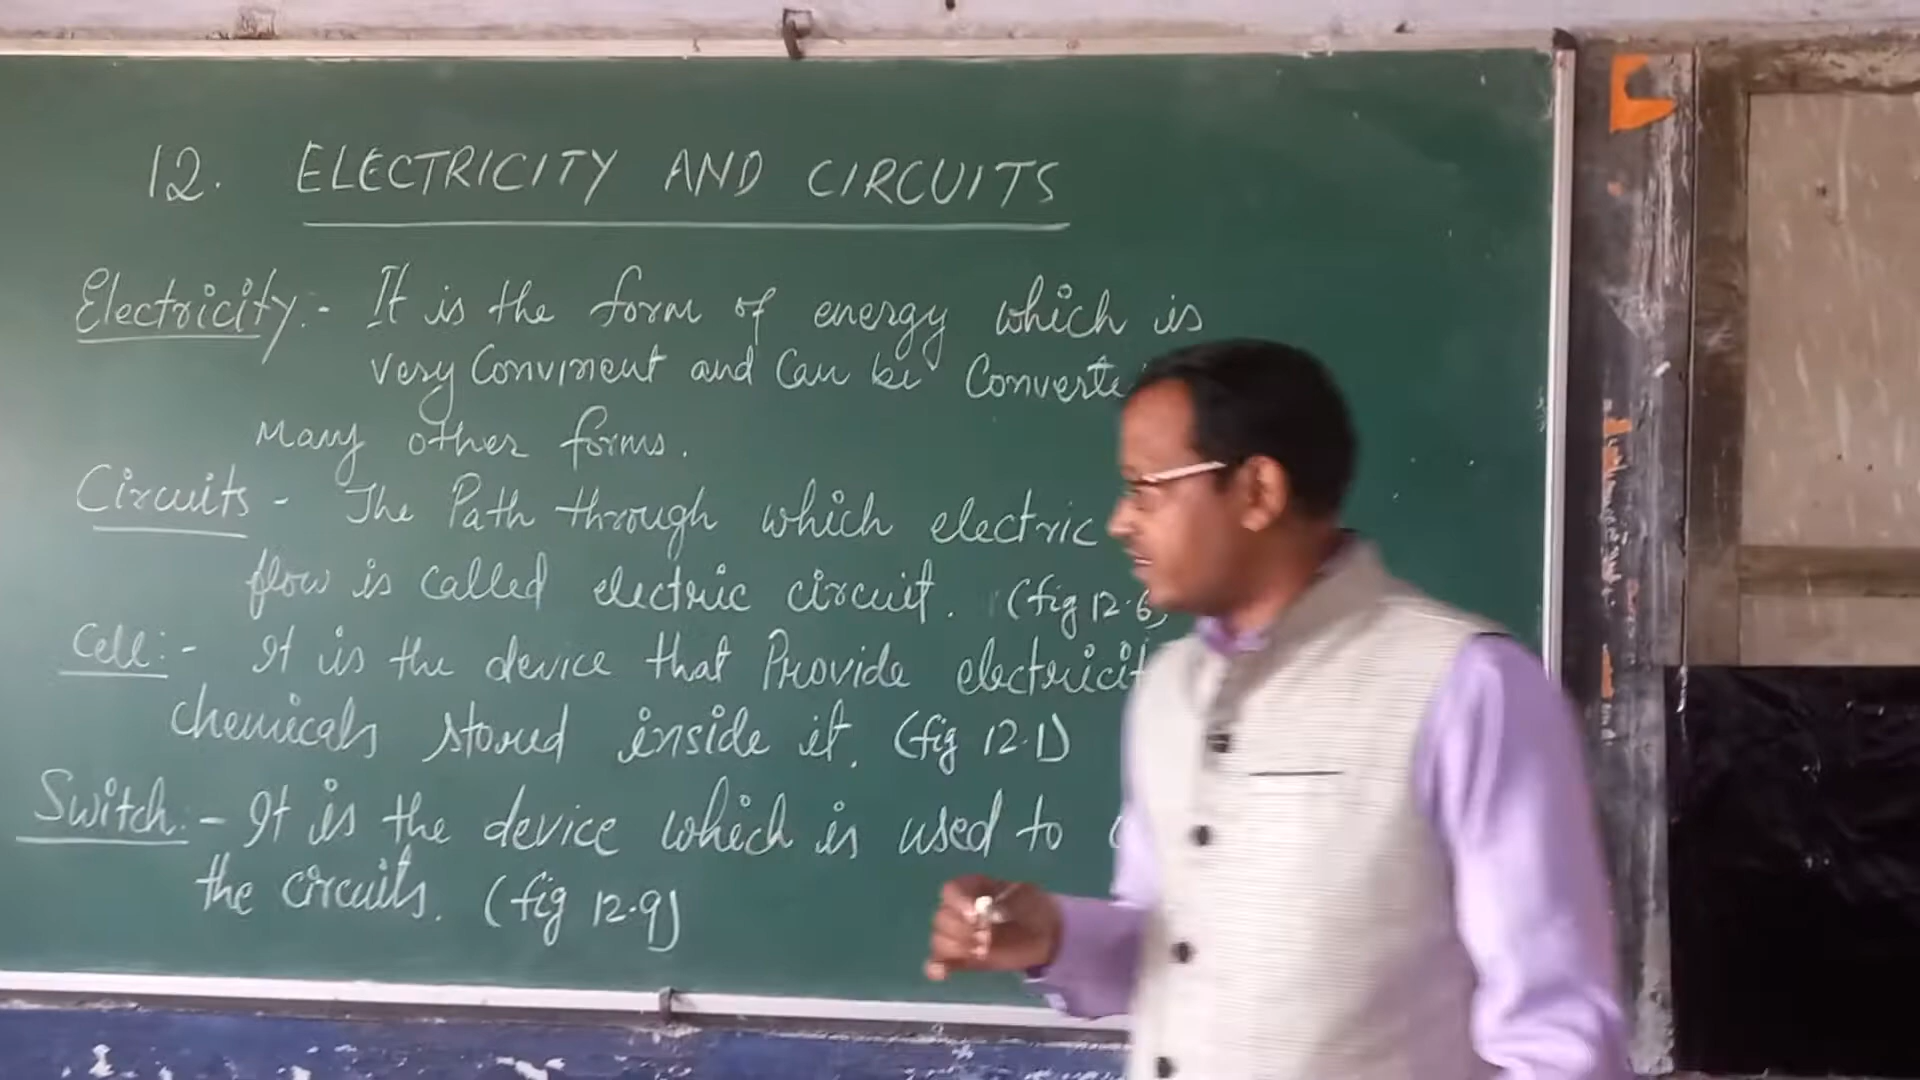 12. ELECTRICITY AND CIRCUITS
Electricity:- It is the form of energy which is
very Convinent and Can be Converte
many other forms.
Circuits - The Path through which electric
flow is called electric circuit. (fig 12.6)
Cell:- It is the device that Provide electricit
chemicals stored inside it. (fig 12.1)
Switch:- It is the device which is used to
the circuits. (fig 12.9)